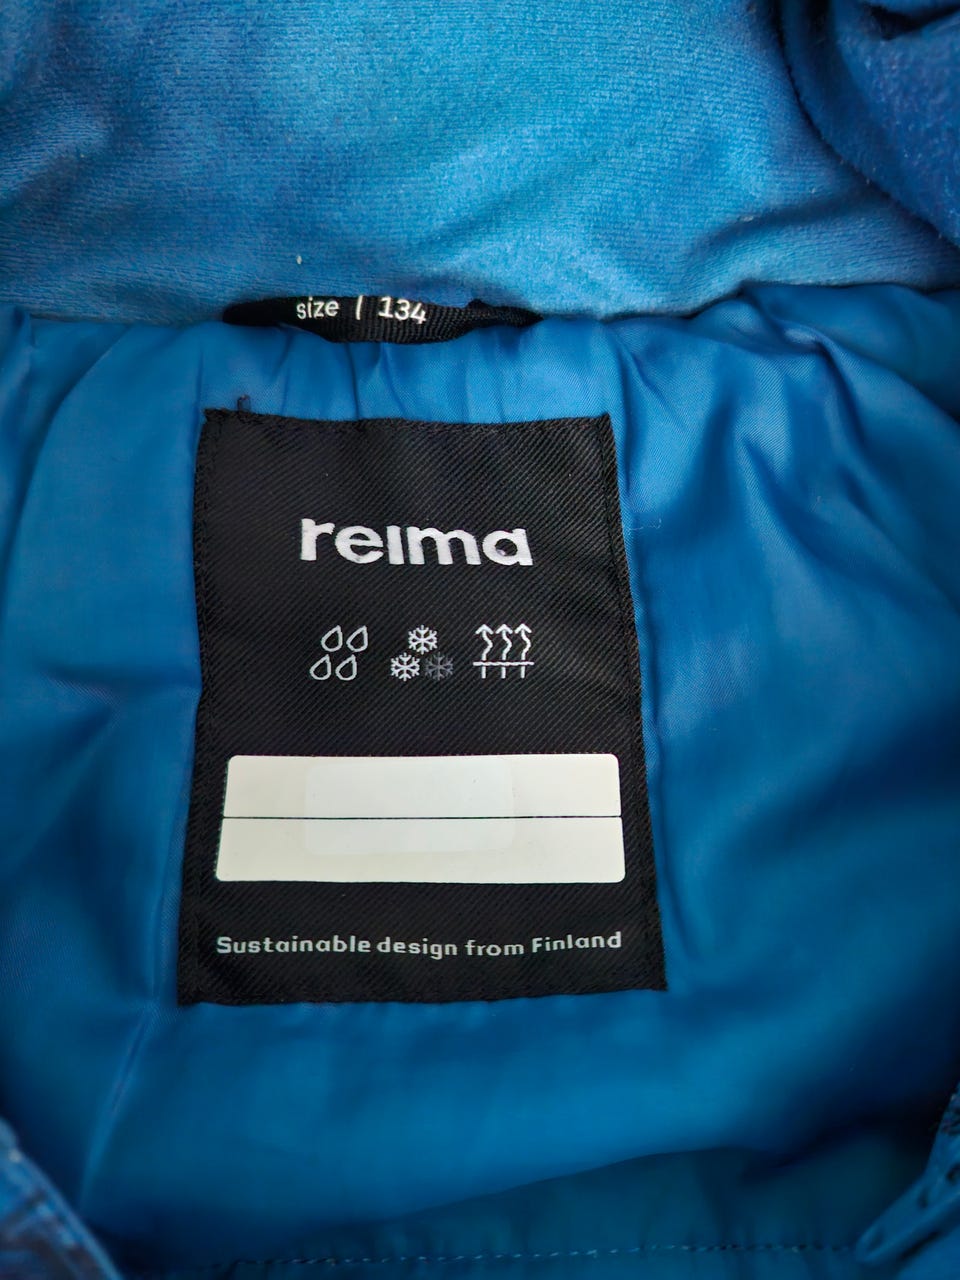 size | 134
reima
Sustainable design from Finland